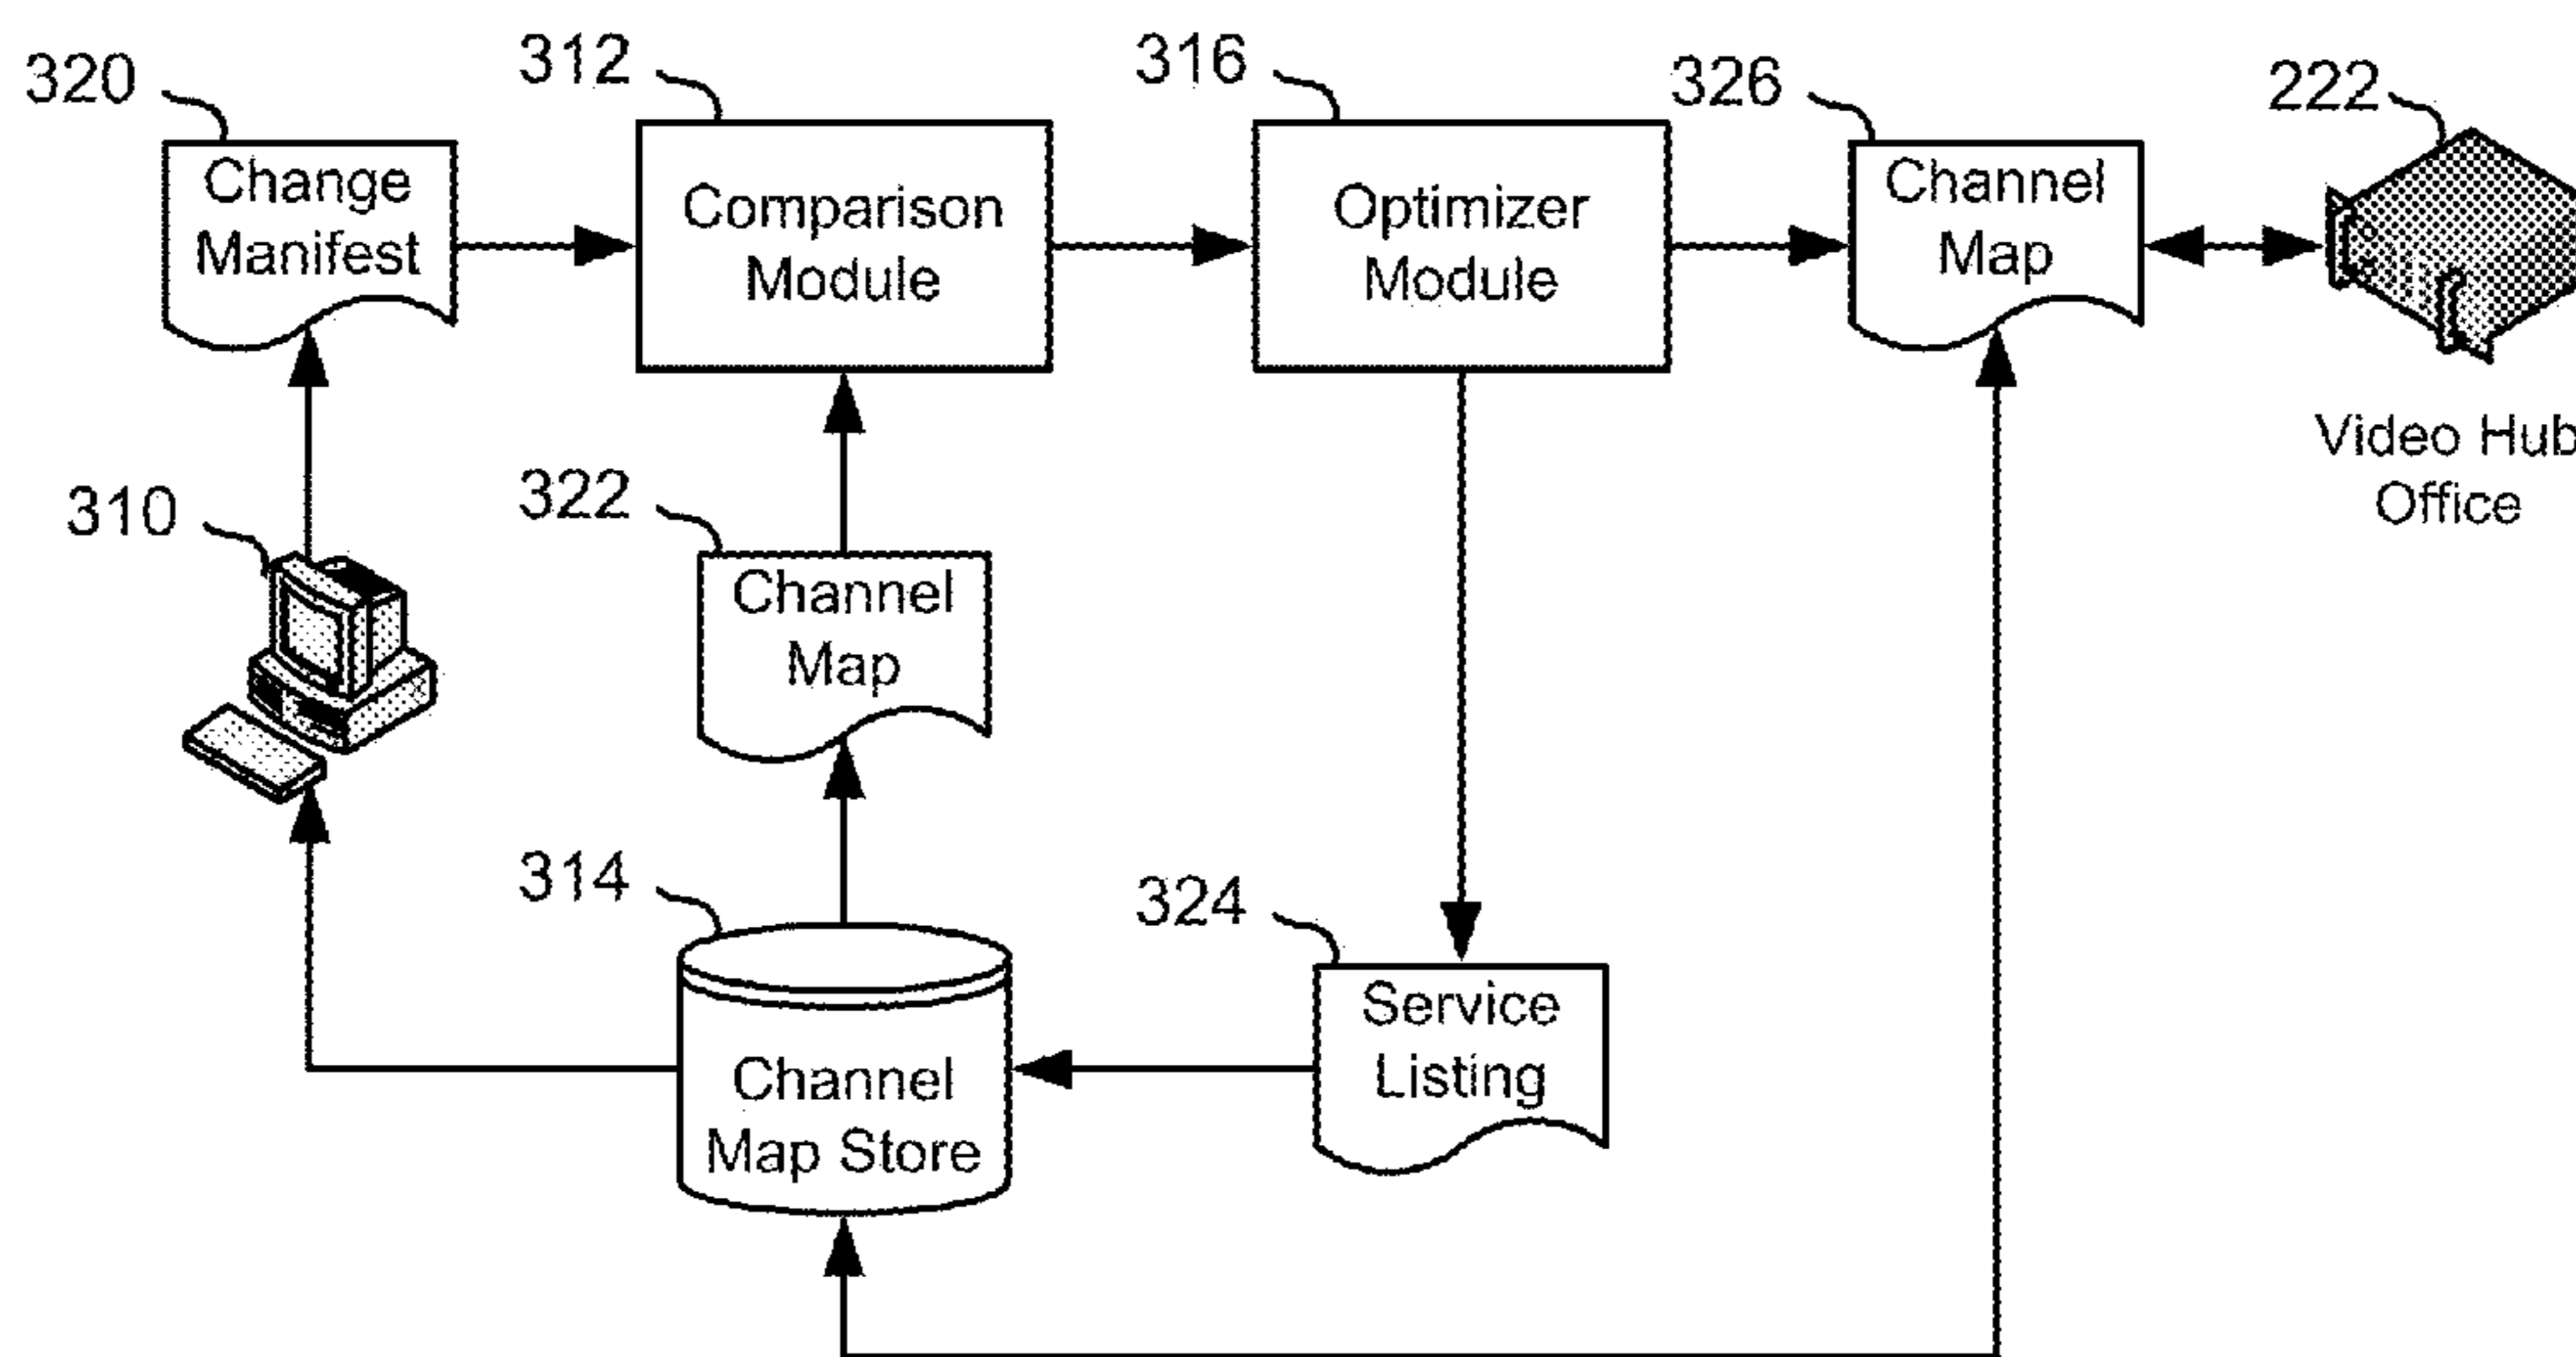 320
312
316
326
222
Change
Manifest
Comparison
Module
Optimizer
Module
Channel
Map
Video Hub
Office
310
322
Channel
Map
314
324
Channel
Map Store
Service
Listing